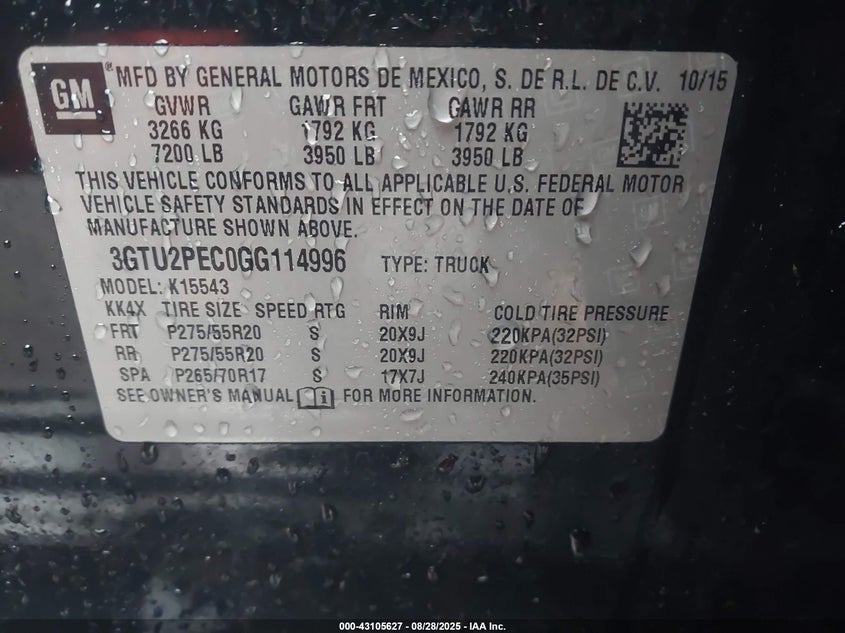 GM
® MFD BY GENERAL MOTORS DE MEXICO, S. DE R.L. DE C.V. 10/15
GVWR GAWR FRT GAWR RR
3266 KG 1792 KG 1792 KG
7200 LB 3950 LB 3950 LB
THIS VEHICLE CONFORMS TO ALL APPLICABLE U.S. FEDERAL MOTOR
VEHICLE SAFETY STANDARDS IN EFFECT ON THE DATE OF
MANUFACTURE SHOWN ABOVE.
3GTU2PEC0GG114996 TYPE: TRUCK
MODEL: K15543
KK4X TIRE SIZE SPEED RTG RIM COLD TIRE PRESSURE
FRT P275/55R20 S 20X9J 220KPA(32PSI)
RR P275/55R20 S 20X9J 220KPA(32PSI)
SPA P265/70R17 S 17X7J 240KPA(35PSI)
SEE OWNER'S MANUAL FOR MORE INFORMATION.
000-43105627 - 08/28/2025 - IAA Inc.